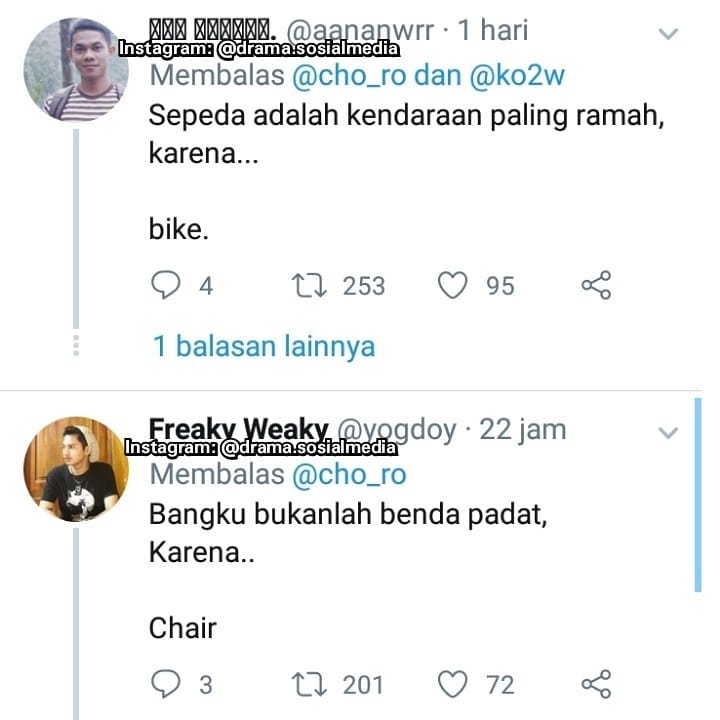 @aananwrr · 1 hari
Instagram: @drama.sosialmedia
Membalas @cho_ro dan @ko2w
Sepeda adalah kendaraan paling ramah,
karena...
bike.
4 253 95
1 balasan lainnya
Freaky Weaky @yogdoy · 22 jam
Instagram: @drama.sosialmedia
Membalas @cho_ro
Bangku bukanlah benda padat,
Karena..
Chair
3 201 72